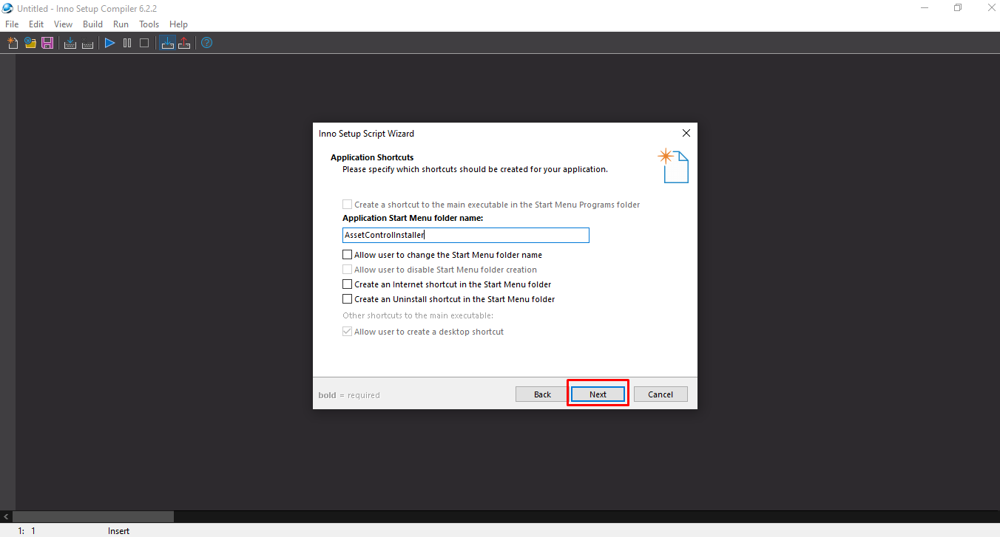 Untitled - Inno Setup Compiler 6.2.2
File Edit View Build Run Tools Help
Inno Setup Script Wizard
Application Shortcuts
Please specify which shortcuts should be created for your application.
Create a shortcut to the main executable in the Start Menu Programs folder
Application Start Menu folder name:
AssetControlInstaller
Allow user to change the Start Menu folder name
Allow user to disable Start Menu folder creation
Create an Internet shortcut in the Start Menu folder
Create an Uninstall shortcut in the Start Menu folder
Other shortcuts to the main executable:
Allow user to create a desktop shortcut
bold = required
Back Next Cancel
1: 1 Insert